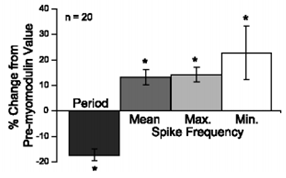 n = 20
% Change from
Pre-myomodulin Value
40
30
20
10
0
-10
-20
Period
Mean
Max.
Min.
Spike Frequency
*
*
*
*